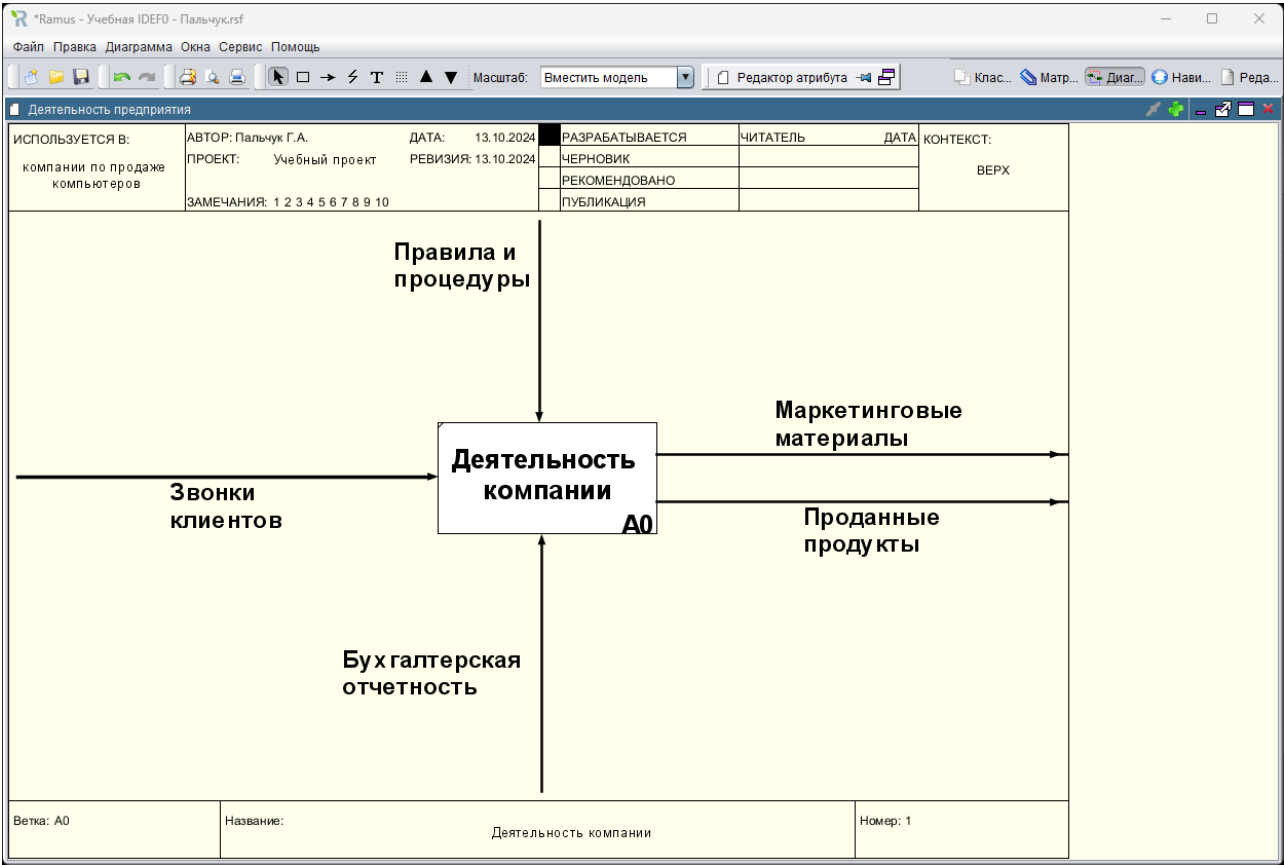 *Ramus - Учебная IDEF0 - Пальчук.rsf
Файл Правка Диаграмма Окна Сервис Помощь
Масштаб: Вместить модель Редактор атрибута Клас... Матр... Диаг... Нави... Реда...
Деятельность предприятия
ИСПОЛЬЗУЕТСЯ В:
компании по продаже
компьютеров
АВТОР: Пальчук Г.А. ДАТА: 13.10.2024
ПРОЕКТ: Учебный проект РЕВИЗИЯ: 13.10.2024
ЗАМЕЧАНИЯ: 1 2 3 4 5 6 7 8 9 10
РАЗРАБАТЫВАЕТСЯ
ЧЕРНОВИК
РЕКОМЕНДОВАНО
ПУБЛИКАЦИЯ
ЧИТАТЕЛЬ ДАТА
КОНТЕКСТ:
ВЕРХ
Правила и
процедуры
Маркетинговые
материалы
Деятельность
компании
A0
Звонки
клиентов
Проданные
продукты
Бухгалтерская
отчетность
Ветка: A0
Название:
Деятельность компании
Номер: 1